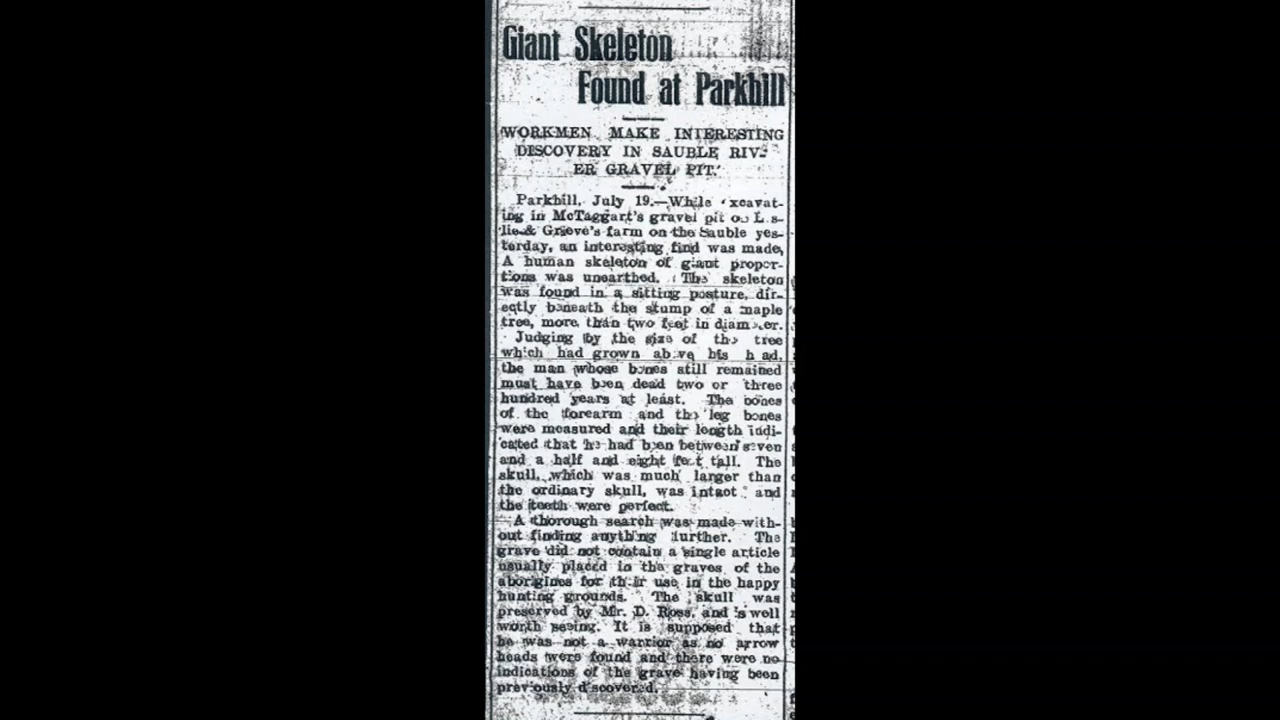 Giant Skeleton
Found at Parkhill
WORKMEN MAKE INTERESTING
DISCOVERY IN SAUBLE RIV-
ER GRAVEL PIT.
Parkhill, July 19.—While xcavat-
ing in McTaggart's gravel pit on L s-
lie & Grieve's farm on the Sauble yes-
terday, an interesting find was made,
A human skeleton of giant propor-
tions was unearthed. The skeleton
was found in a sitting posture, dir-
ectly beneath the stump of a maple
tree, more than two feet in diam er.
Judging by the size of the tree
which had grown above his h ad,
the man whose bones still remained
must have been dead two or three
hundred years at least. The bones
of the forearm and the leg bones
were measured and their length indi-
cated that he had been between seven
and a half and eight feet tall. The
skull, which was much larger than
the ordinary skull, was intact and
the teeth were perfect.
A thorough search was made with-
out finding anything further. The
grave did not contain a single article
usually placed in the graves of the
aborigines for their use in the happy
hunting grounds. The skull was
preserved by Mr. D. Ross, and is well
worth seeing. It is supposed that
he was not a warrior as no arrow
heads were found and there were no
indications of the grave having been
previously discovered.